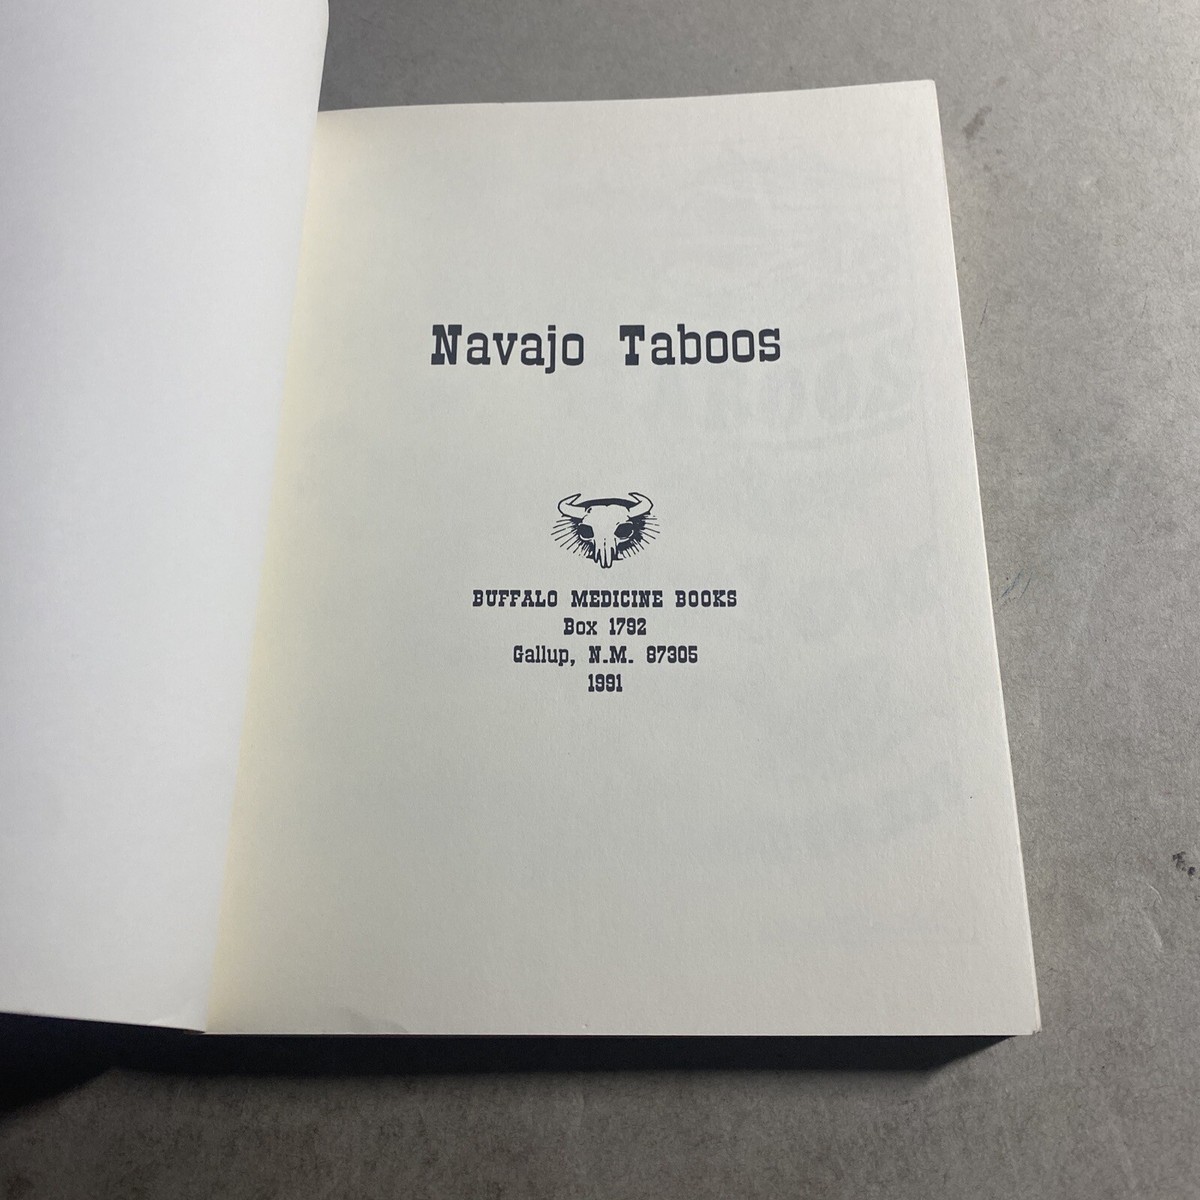 Navajo Taboos
BUFFALO MEDICINE BOOKS
Box 1792
Gallup, N.M. 87305
1991